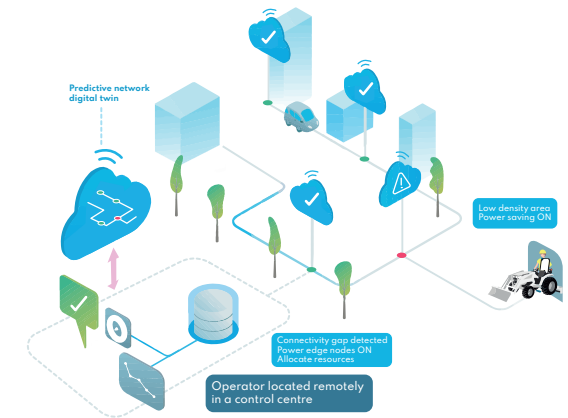 Predictive network
digital twin
Low density area
Power saving ON
Connectivity gap detected
Power edge nodes ON
Allocate resources
Operator located remotely
in a control centre